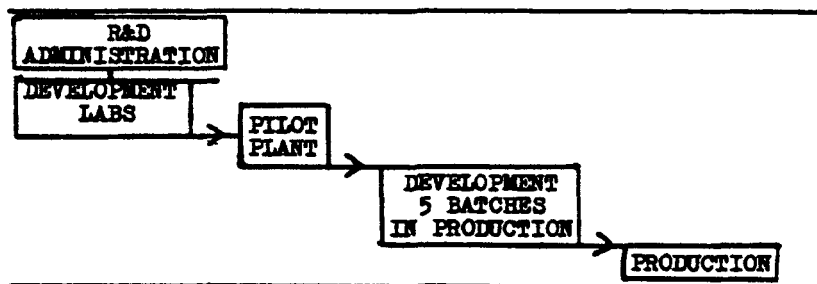 R&D
ADMINISTRATION
DEVELOPMENT
LABS
PILOT
PLANT
DEVELOPMENT
5 BATCHES
IN PRODUCTION
PRODUCTION